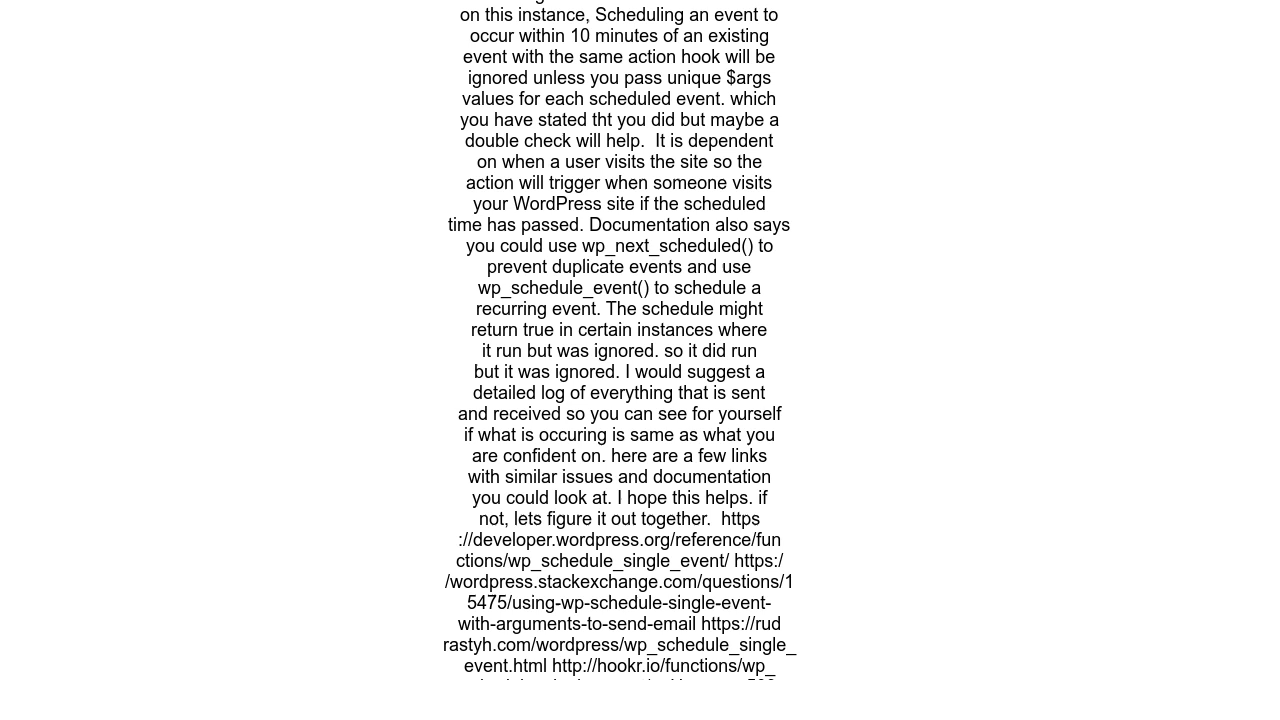 on this instance, Scheduling an event to
occur within 10 minutes of an existing
event with the same action hook will be
ignored unless you pass unique $args
values for each scheduled event. which
you have stated tht you did but maybe a
double check will help.  It is dependent
on when a user visits the site so the
action will trigger when someone visits
your WordPress site if the scheduled
time has passed. Documentation also says
you could use wp_next_scheduled() to
prevent duplicate events and use
wp_schedule_event() to schedule a
recurring event. The schedule might
return true in certain instances where
it run but was ignored. so it did run
but it was ignored. I would suggest a
detailed log of everything that is sent
and received so you can see for yourself
if what is occuring is same as what you
are confident on. here are a few links
with similar issues and documentation
you could look at. I hope this helps. if
not, lets figure it out together.  https
://developer.wordpress.org/reference/fun
ctions/wp_schedule_single_event/ https:/
/wordpress.stackexchange.com/questions/1
5475/using-wp-schedule-single-event-
with-arguments-to-send-email https://rud
rastyh.com/wordpress/wp_schedule_single_
event.html http://hookr.io/functions/wp_